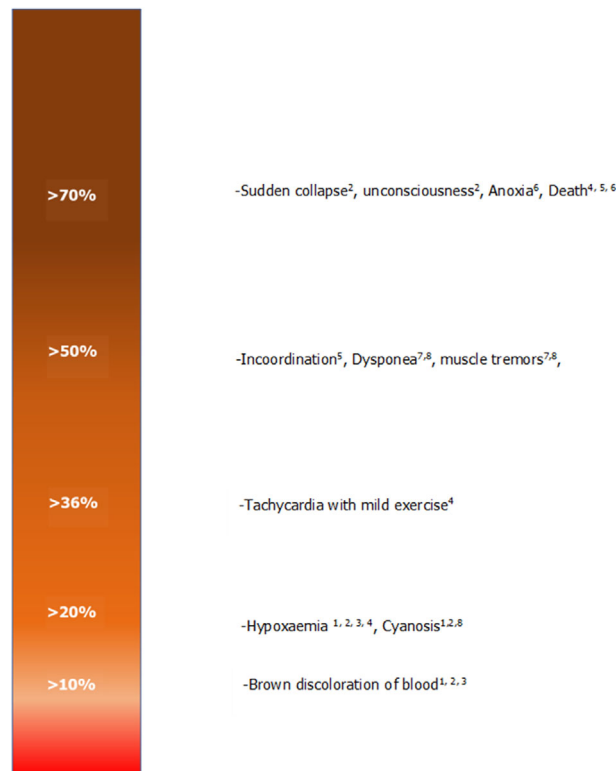 >70% -Sudden collapse², unconsciousness², Anoxia⁶, Death⁴, ⁵, ⁶
>50% -Incoordination⁵, Dysponea⁷,⁸, muscle tremors⁷,⁸,
>36% -Tachycardia with mild exercise⁴
>20% -Hypoxaemia ¹, ², ³, ⁴, Cyanosis¹,²,⁸
>10% -Brown discoloration of blood¹, ², ³